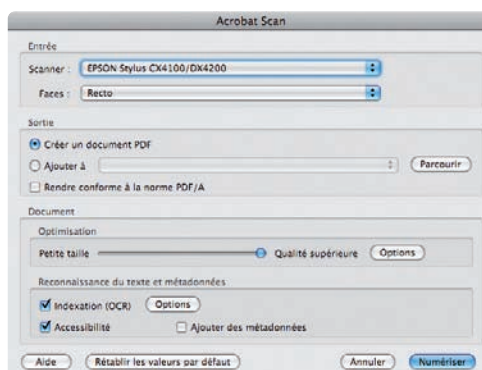 Acrobat Scan
Entrée
Scanner : EPSON Stylus CX4100/DX4200
Faces : Recto
Sortie
Créer un document PDF
Ajouter à Parcourir
Rendre conforme à la norme PDF/A
Document
Optimisation
Petite taille Qualité supérieure Options
Reconnaissance du texte et métadonnées
Indexation (OCR) Options
Accessibilité Ajouter des métadonnées
Aide Rétablir les valeurs par défaut Annuler Numériser